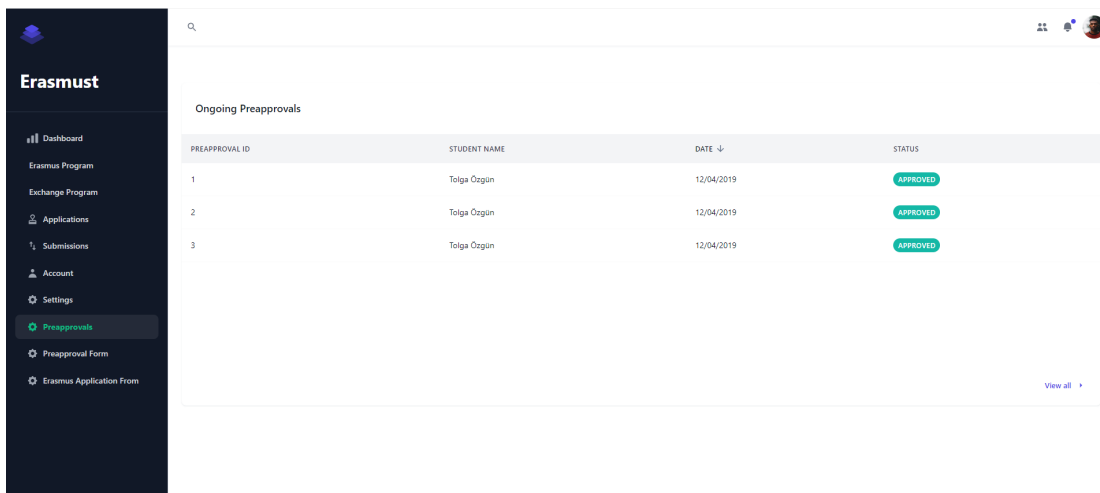 Erasmust
Dashboard
Erasmus Program
Exchange Program
Applications
Submissions
Account
Settings
Preapprovals
Preapproval Form
Erasmus Application From
Ongoing Preapprovals
PREAPPROVAL ID STUDENT NAME DATE STATUS
1 Tolga Özgün 12/04/2019 APPROVED
2 Tolga Özgün 12/04/2019 APPROVED
3 Tolga Özgün 12/04/2019 APPROVED
View all